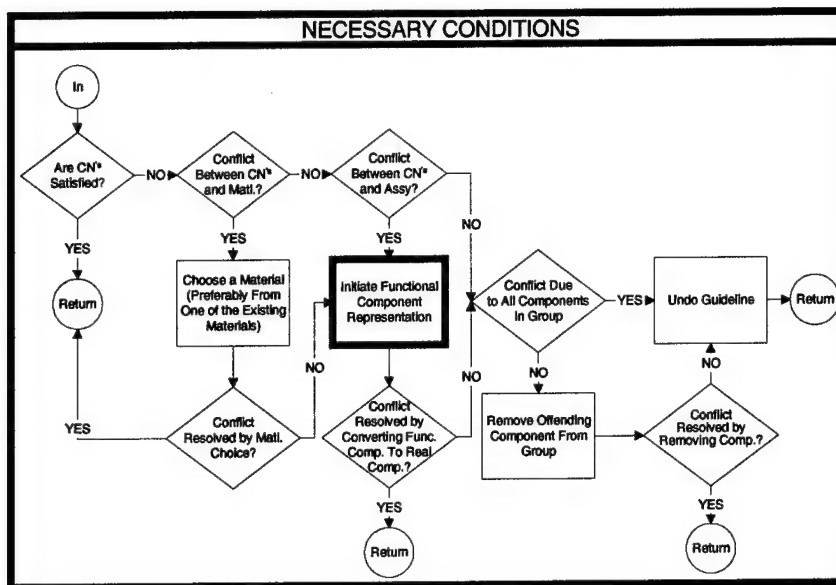 NECESSARY CONDITIONS
In
Are CN's
Satisfied?
NO
Conflict
Between CN's
and Matl.?
NO
Conflict
Between CN's
and Assy?
NO
YES
YES
YES
Return
Choose a Material
(Preferably From
One of the Existing
Materials)
Initiate Functional
Component
Representation
Conflict Due
to All Components
In Group
YES
Undo Guideline
Return
NO
NO
NO
NO
YES
Conflict
Resolved by Matl.
Choice?
Conflict
Resolved by
Converting Func.
Comp. To Real
Comp.?
Remove Offending
Component From
Group
Conflict
Resolved by
Removing Comp.?
YES
YES
Return
Return